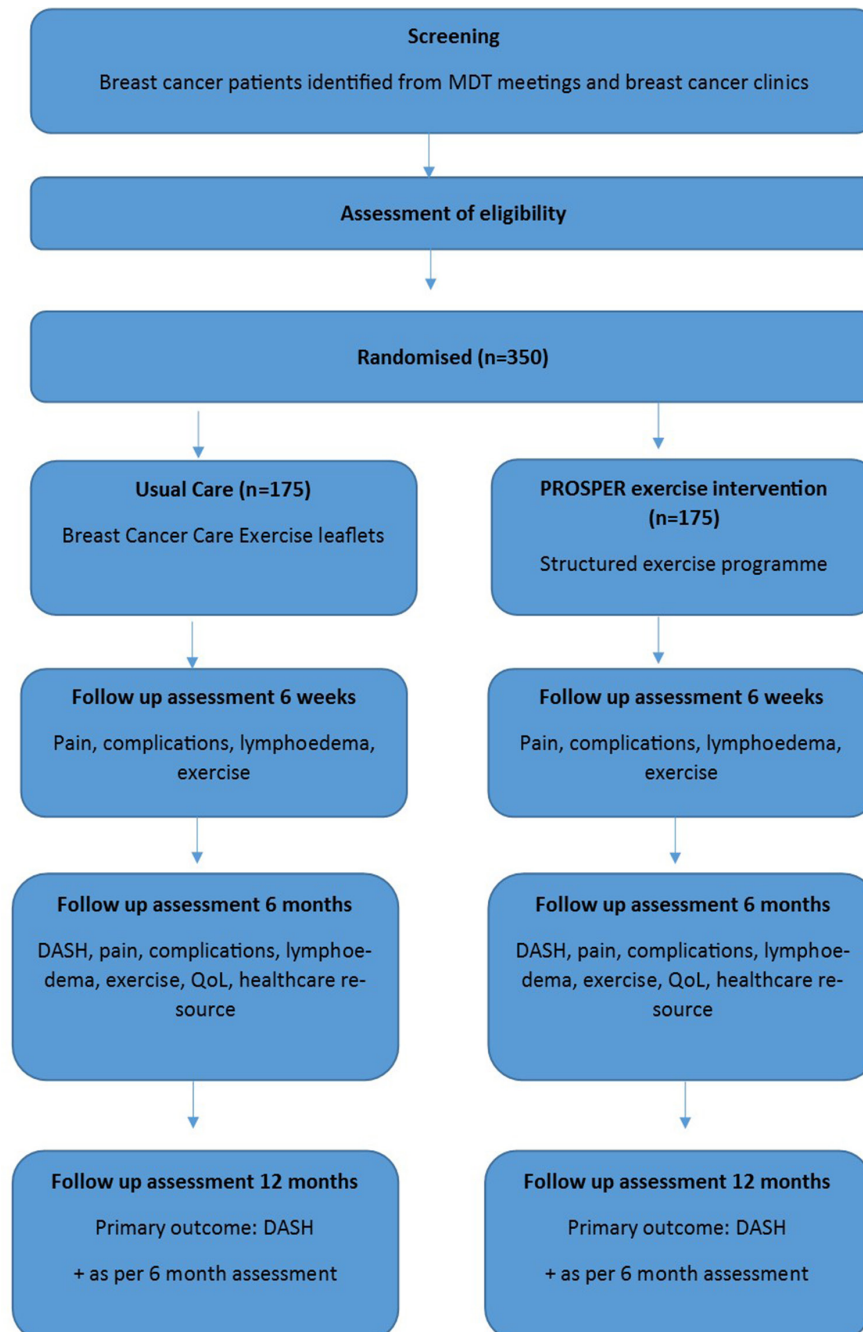 Screening
Breast cancer patients identified from MDT meetings and breast cancer clinics
Assessment of eligibility
Randomised (n=350)
Usual Care (n=175)
Breast Cancer Care Exercise leaflets
PROSPER exercise intervention
(n=175)
Structured exercise programme
Follow up assessment 6 weeks
Pain, complications, lymphoedema,
exercise
Follow up assessment 6 weeks
Pain, complications, lymphoedema,
exercise
Follow up assessment 6 months
DASH, pain, complications, lymphoe-
dema, exercise, QoL, healthcare re-
source
Follow up assessment 6 months
DASH, pain, complications, lymphoe-
dema, exercise, QoL, healthcare re-
source
Follow up assessment 12 months
Primary outcome: DASH
+ as per 6 month assessment
Follow up assessment 12 months
Primary outcome: DASH
+ as per 6 month assessment